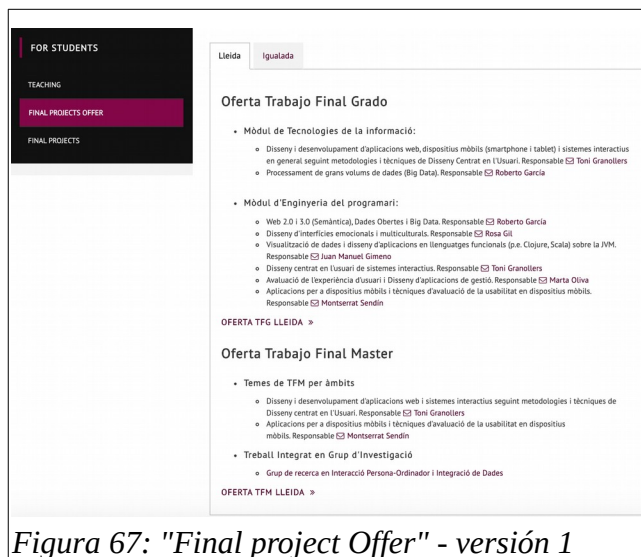 FOR STUDENTS
TEACHING
FINAL PROJECTS OFFER
FINAL PROJECTS
Lleida Igualada
Oferta Trabajo Final Grado
• Mòdul de Tecnologies de la informació:
Disseny i desenvolupament d'aplicacions web, dispositius mòbils (smartphone i tablet) i sistemes interactius
en general seguint metodologies i tècniques de Disseny Centrat en l'Usuari. Responsable Toni Granollers
Processament de grans volums de dades (Big Data). Responsable Roberto García
• Mòdul d'Enginyeria del programari:
Web 2.0 i 3.0 (Semàntica), Dades Obertes i Big Data. Responsable Roberto García
Disseny d'interfícies emocionals i multiculturals. Responsable Rosa Gil
Visualització de dades i disseny d'aplicacions en llenguatges funcionals (p.e. Clojure, Scala) sobre la JVM.
Responsable Juan Manuel Gimeno
Disseny centrat en l'usuari de sistemes interactius. Responsable Toni Granollers
Avaluació de l'experiència d'usuari i Disseny d'aplicacions de gestió. Responsable Marta Oliva
Aplicacions per a dispositius mòbils i tècniques d'avaluació de la usabilitat en dispositius mòbils.
Responsable Montserrat Sendín
OFERTA TFG LLEIDA »
Oferta Trabajo Final Master
• Temes de TFM per àmbits
Disseny i desenvolupament d'aplicacions web i sistemes interactius seguint metodologies i tècniques de
Disseny centrat en l'Usuari. Responsable Toni Granollers
Aplicacions per a dispositius mòbils i tècniques d'avaluació de la usabilitat en dispositius
mòbils. Responsable Montserrat Sendín
• Treball Integrat en Grup d'Investigació
Grup de recerca en Interacció Persona-Ordinador i Integració de Dades
OFERTA TFM LLEIDA »
Figura 67: "Final project Offer" - versión 1